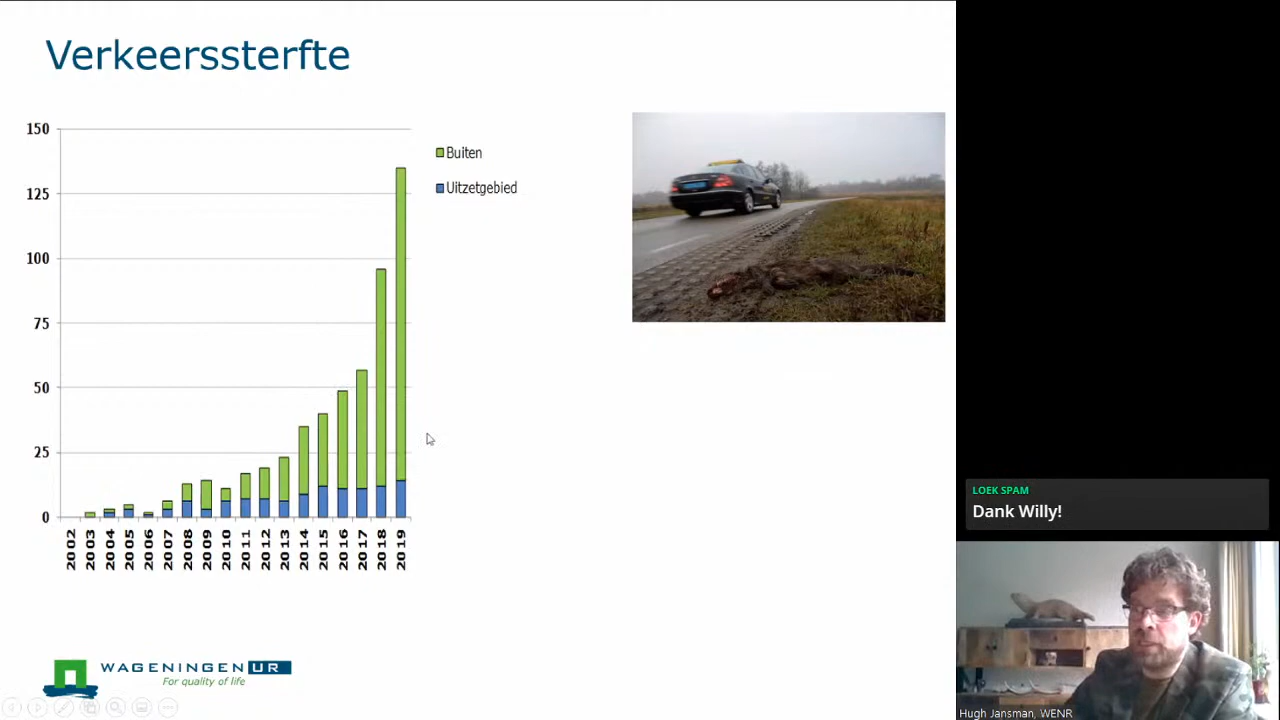 Verkeerssterfte
150
125
100
75
50
25
0
2002 2003 2004 2005 2006 2007 2008 2009 2010 2011 2012 2013 2014 2015 2016 2017 2018 2019
Buiten
Uitzetgebied
WAGENINGEN UR
For quality of life
LOEK SPAM
Dank Willy!
Hugh Jansman, WENR